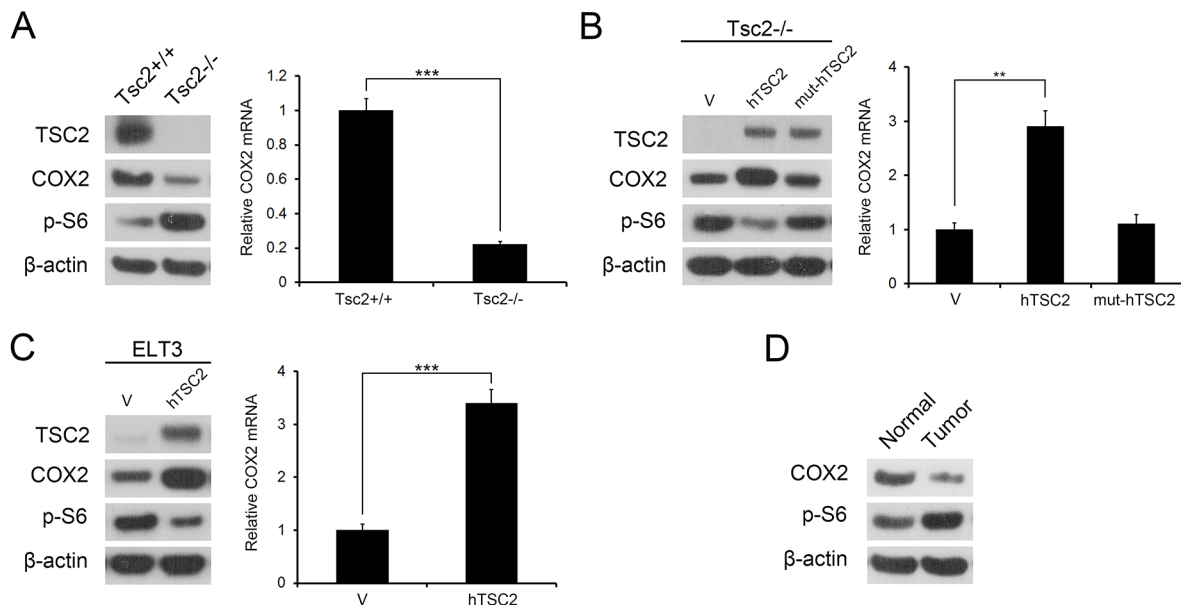 A
Tsc2+/+
Tsc2-/-
TSC2
COX2
p-S6
β-actin
Relative COX2 mRNA
1.2
1
0.8
0.6
0.4
0.2
0
***
Tsc2+/+
Tsc2-/-
B
Tsc2-/-
V
hTSC2
mut-hTSC2
TSC2
COX2
p-S6
β-actin
Relative COX2 mRNA
4
3
2
1
0
**
V
hTSC2
mut-hTSC2
C
ELT3
V
hTSC2
TSC2
COX2
p-S6
β-actin
Relative COX2 mRNA
4
3
2
1
0
***
V
hTSC2
D
Normal
Tumor
COX2
p-S6
β-actin